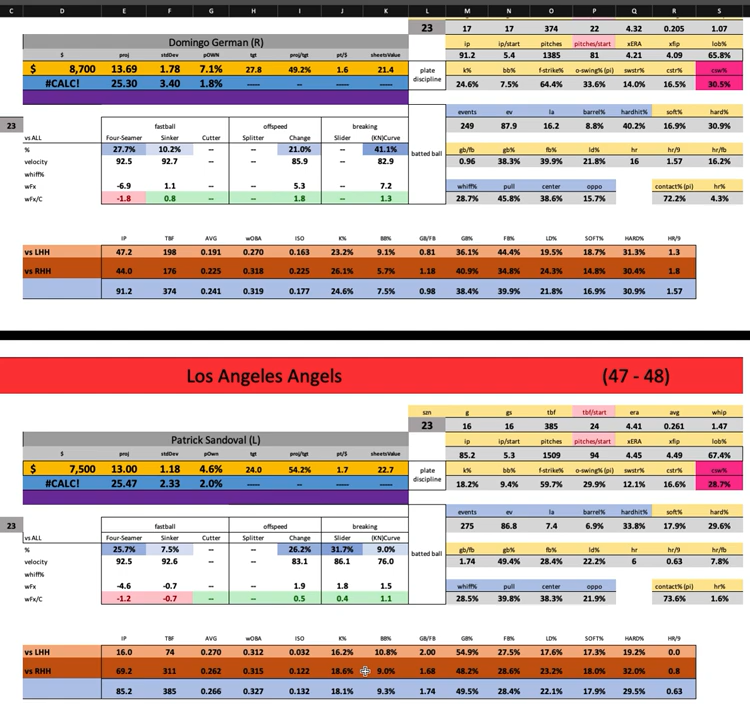 C D E F G H I J K L M N O P Q R S
23 17 17 374 22 4.32 0.205 1.07
Domingo German (R) ip ip/start pitches pitches/start xERA xfip lob%
$ proj stdDev pOWN tgt proj/tgt pt/$ sheetsValue 91.2 5.4 1385 81 4.21 4.09 65.8%
$ 8,700 13.69 1.78 7.1% 27.8 49.2% 1.6 21.4 plate discipline k% bb% f-strike% o-swing% (pi) swstr% cstr% csw%
#CALC! 25.30 3.40 1.8% ---- -- ---- ---- 24.6% 7.5% 64.4% 33.6% 14.0% 16.5% 30.5%
events ev la barrel% hardhit% soft% hard%
23 fastball offspeed breaking 249 87.9 16.2 8.8% 40.2% 16.9% 30.9%
vs ALL Four-Seamer Sinker Cutter Splitter Change Slider (KN)Curve
% 27.7% 10.2% -- -- 21.0% -- 41.1% batted ball gb/fb gb% fb% ld% hr hr/9 hr/fb
velocity 92.5 92.7 -- -- 85.9 -- 82.9 0.96 38.3% 39.9% 21.8% 16 1.57 16.2%
whiff%
wFx -6.9 1.1 5.3 7.2 whiff% pull center oppo contact% (pi) hr%
wFx/C -1.8 0.8 -- -- 1.8 -- 1.3 28.7% 45.8% 38.6% 15.7% 72.2% 4.3%
IP TBF AVG wOBA ISO K% BB% GB/FB GB% FB% LD% SOFT% HARD% HR/9
vs LHH 47.2 198 0.191 0.270 0.163 23.2% 9.1% 0.81 36.1% 44.4% 19.5% 18.7% 31.3% 1.3
vs RHH 44.0 176 0.225 0.318 0.225 26.1% 5.7% 1.18 40.9% 34.8% 24.3% 14.8% 30.4% 1.8
91.2 374 0.241 0.319 0.177 24.6% 7.5% 0.98 38.4% 39.9% 21.8% 16.9% 30.9% 1.57
Los Angeles Angels (47 - 48)
szn g gs tbf tbf/start era avg whip
23 16 16 385 24 4.41 0.261 1.47
Patrick Sandoval (L) ip ip/start pitches pitches/start xERA xfip lob%
$ proj stdDev pOwn tgt proj/tgt pt/$ sheetsValue 85.2 5.3 1509 94 4.45 4.49 67.4%
$ 7,500 13.00 1.18 4.6% 24.0 54.2% 1.7 22.7 plate discipline k% bb% f-strike% o-swing% (pi) swstr% cstr% csw%
#CALC! 25.47 2.33 2.0% ---- -- ---- ---- 18.2% 9.4% 59.7% 29.9% 12.1% 16.6% 28.7%
events ev la barrel% hardhit% soft% hard%
23 fastball offspeed breaking 275 86.8 7.4 6.9% 33.8% 17.9% 29.6%
vs ALL Four-Seamer Sinker Cutter Splitter Change Slider (KN)Curve
% 25.7% 7.5% -- -- 26.2% 31.7% 9.0% batted ball gb/fb gb% fb% ld% hr hr/9 hr/fb
velocity 92.5 92.6 -- -- 83.1 86.1 76.0 1.74 49.4% 28.4% 22.2% 6 0.63 7.8%
whiff%
wFx -4.6 -0.7 1.9 1.8 1.5 whiff% pull center oppo contact% (pi) hr%
wFx/C -1.2 -0.7 -- -- 0.5 0.4 1.1 28.5% 39.8% 38.3% 21.9% 73.6% 1.6%
IP TBF AVG wOBA ISO K% BB% GB/FB GB% FB% LD% SOFT% HARD% HR/9
vs LHH 16.0 74 0.270 0.312 0.032 16.2% 10.8% 2.00 54.9% 27.5% 17.6% 17.3% 19.2% 0.0
vs RHH 69.2 311 0.262 0.315 0.122 18.6% 9.0% 1.68 48.2% 28.6% 23.2% 18.0% 32.0% 0.8
85.2 385 0.266 0.327 0.132 18.1% 9.3% 1.74 49.5% 28.4% 22.1% 17.9% 29.5% 0.63